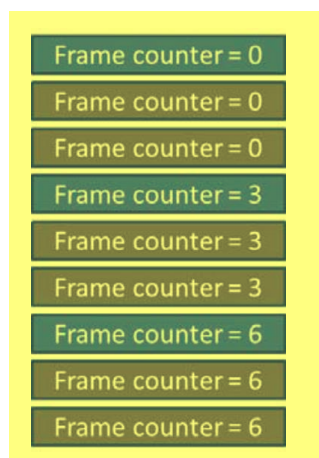 Frame counter = 0
Frame counter = 0
Frame counter = 0
Frame counter = 3
Frame counter = 3
Frame counter = 3
Frame counter = 6
Frame counter = 6
Frame counter = 6